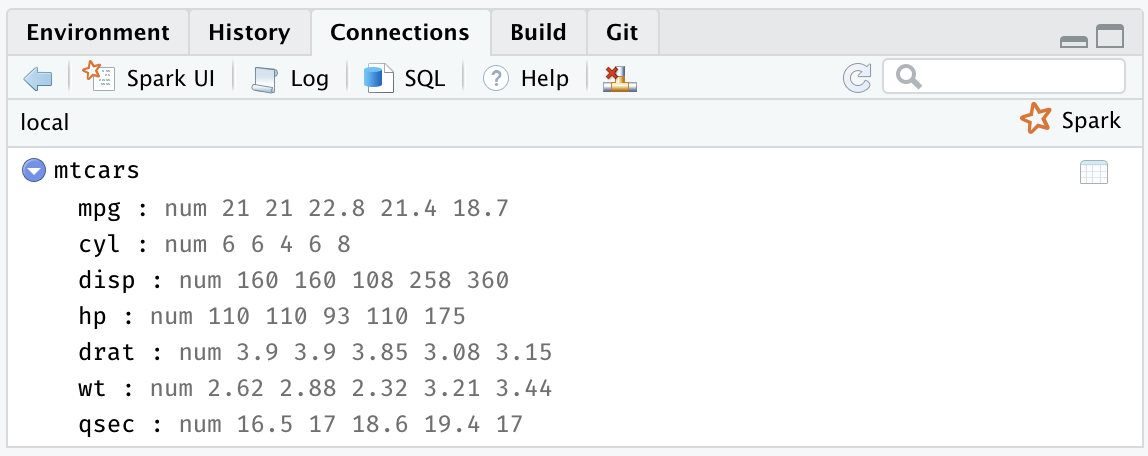 Environment History Connections Build Git
Spark UI Log SQL ? Help
local Spark
mtcars
mpg : num 21 21 22.8 21.4 18.7
cyl : num 6 6 4 6 8
disp : num 160 160 108 258 360
hp : num 110 110 93 110 175
drat : num 3.9 3.9 3.85 3.08 3.15
wt : num 2.62 2.88 2.32 3.21 3.44
qsec : num 16.5 17 18.6 19.4 17